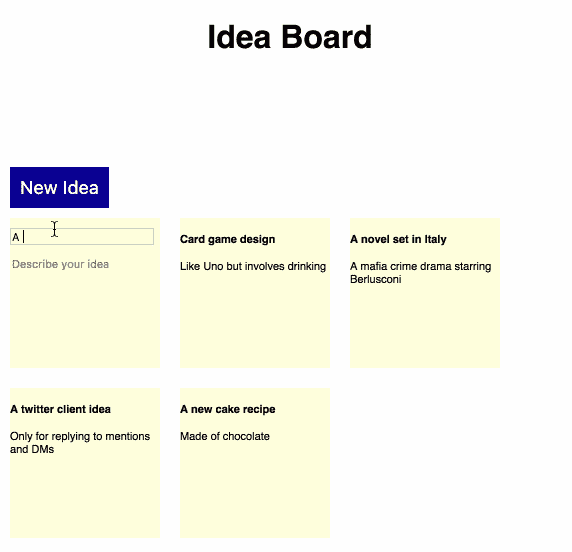 Idea Board
New Idea
A
Describe your idea
Card game design
Like Uno but involves drinking
A novel set in Italy
A mafia crime drama starring
Berlusconi
A twitter client idea
Only for replying to mentions
and DMs
A new cake recipe
Made of chocolate